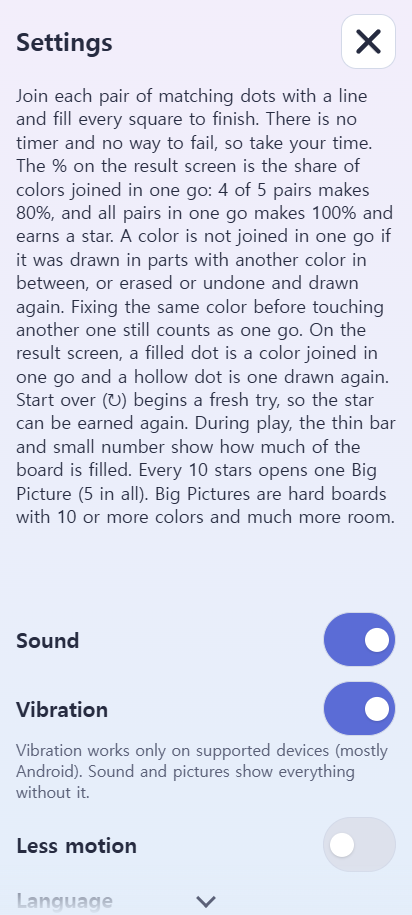 Settings
Join each pair of matching dots with a line
and fill every square to finish. There is no
timer and no way to fail, so take your time.
The % on the result screen is the share of
colors joined in one go: 4 of 5 pairs makes
80%, and all pairs in one go makes 100% and
earns a star. A color is not joined in one go if
it was drawn in parts with another color in
between, or erased or undone and drawn
again. Fixing the same color before touching
another one still counts as one go. On the
result screen, a filled dot is a color joined in
one go and a hollow dot is one drawn again.
Start over (↻) begins a fresh try, so the star
can be earned again. During play, the thin bar
and small number show how much of the
board is filled. Every 10 stars opens one Big
Picture (5 in all). Big Pictures are hard boards
with 10 or more colors and much more room.
Sound
Vibration
Vibration works only on supported devices (mostly
Android). Sound and pictures show everything
without it.
Less motion
Language